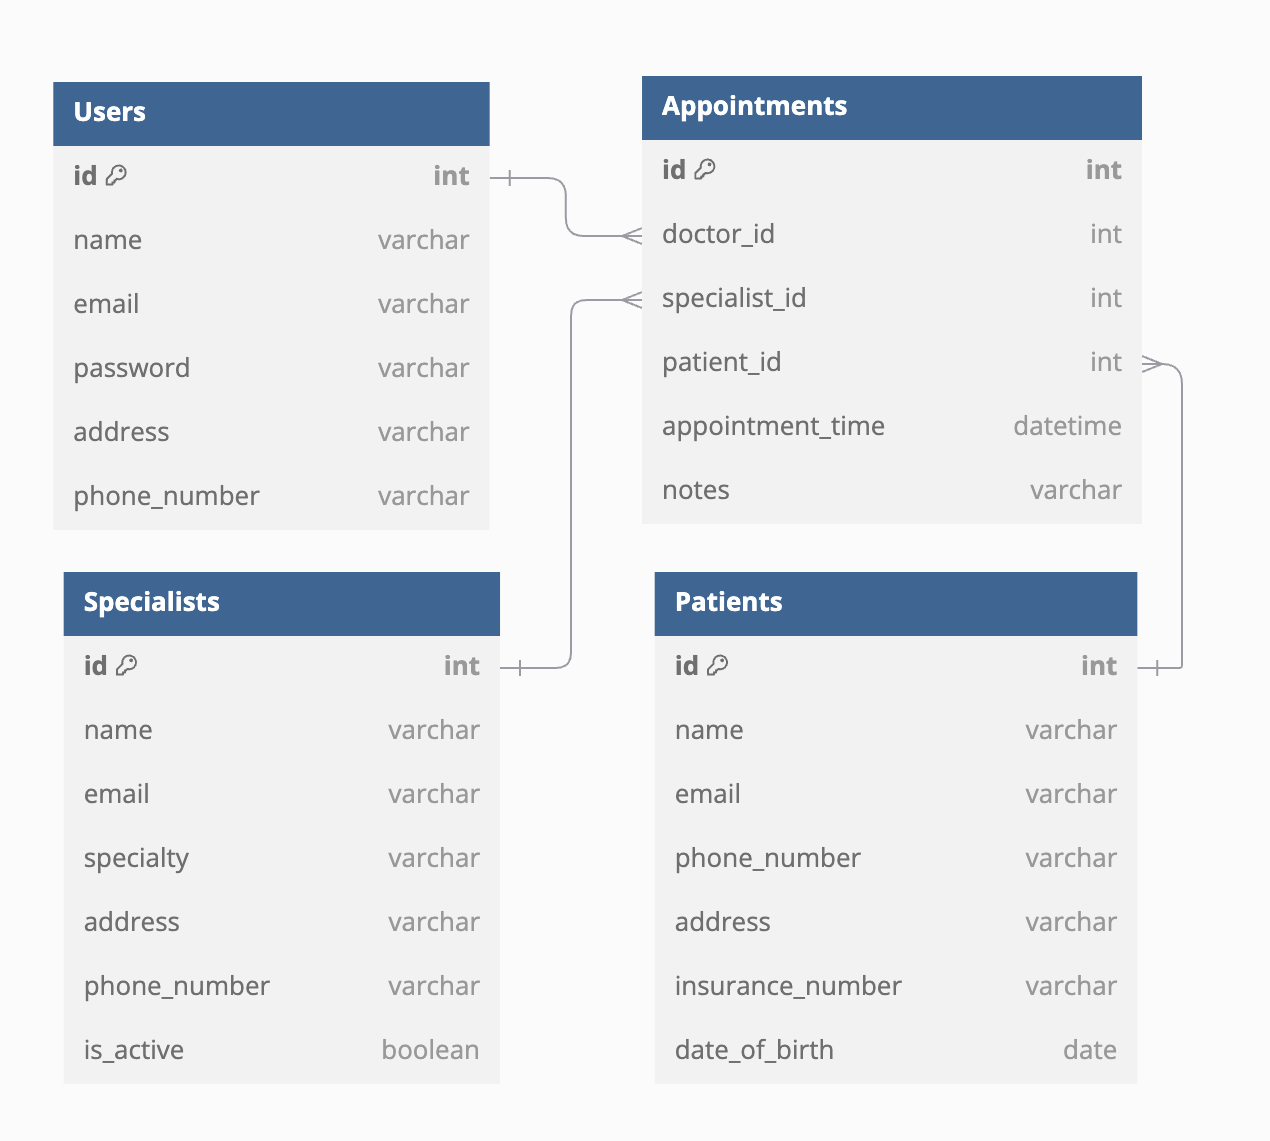 Users
id int
name varchar
email varchar
password varchar
address varchar
phone_number varchar
Appointments
id int
doctor_id int
specialist_id int
patient_id int
appointment_time datetime
notes varchar
Specialists
id int
name varchar
email varchar
specialty varchar
address varchar
phone_number varchar
is_active boolean
Patients
id int
name varchar
email varchar
phone_number varchar
address varchar
insurance_number varchar
date_of_birth date